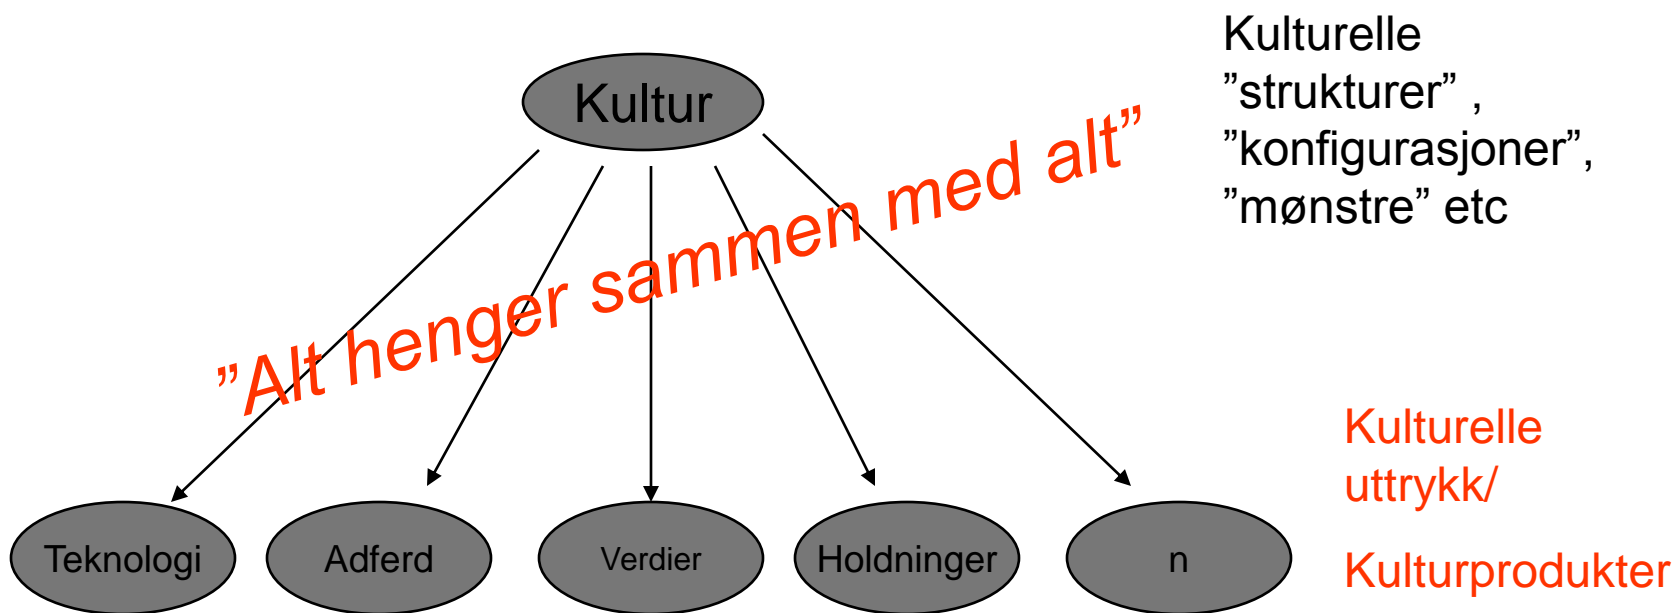 Kulturelle
”strukturer” ,
”konfigurasjoner”,
”mønstre” etc
Kultur
”Alt henger sammen med alt”
Kulturelle
uttrykk/
Kulturprodukter
Teknologi
Adferd
Verdier
Holdninger
n